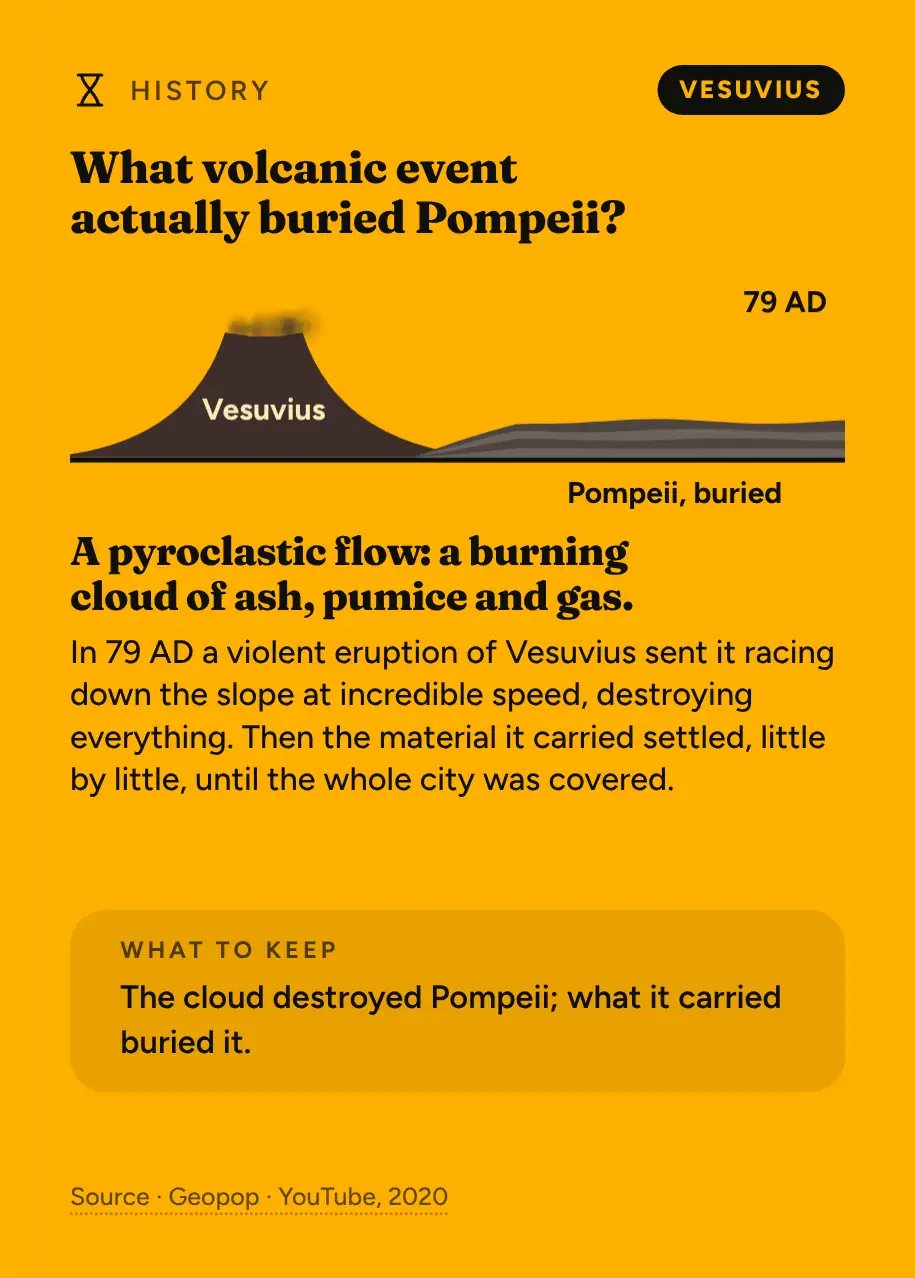 HISTORY
VESUVIUS
What volcanic event
actually buried Pompeii?
79 AD
Vesuvius
Pompeii, buried
A pyroclastic flow: a burning
cloud of ash, pumice and gas.
In 79 AD a violent eruption of Vesuvius sent it racing
down the slope at incredible speed, destroying
everything. Then the material it carried settled, little
by little, until the whole city was covered.
WHAT TO KEEP
The cloud destroyed Pompeii; what it carried
buried it.
Source · Geopop · YouTube, 2020